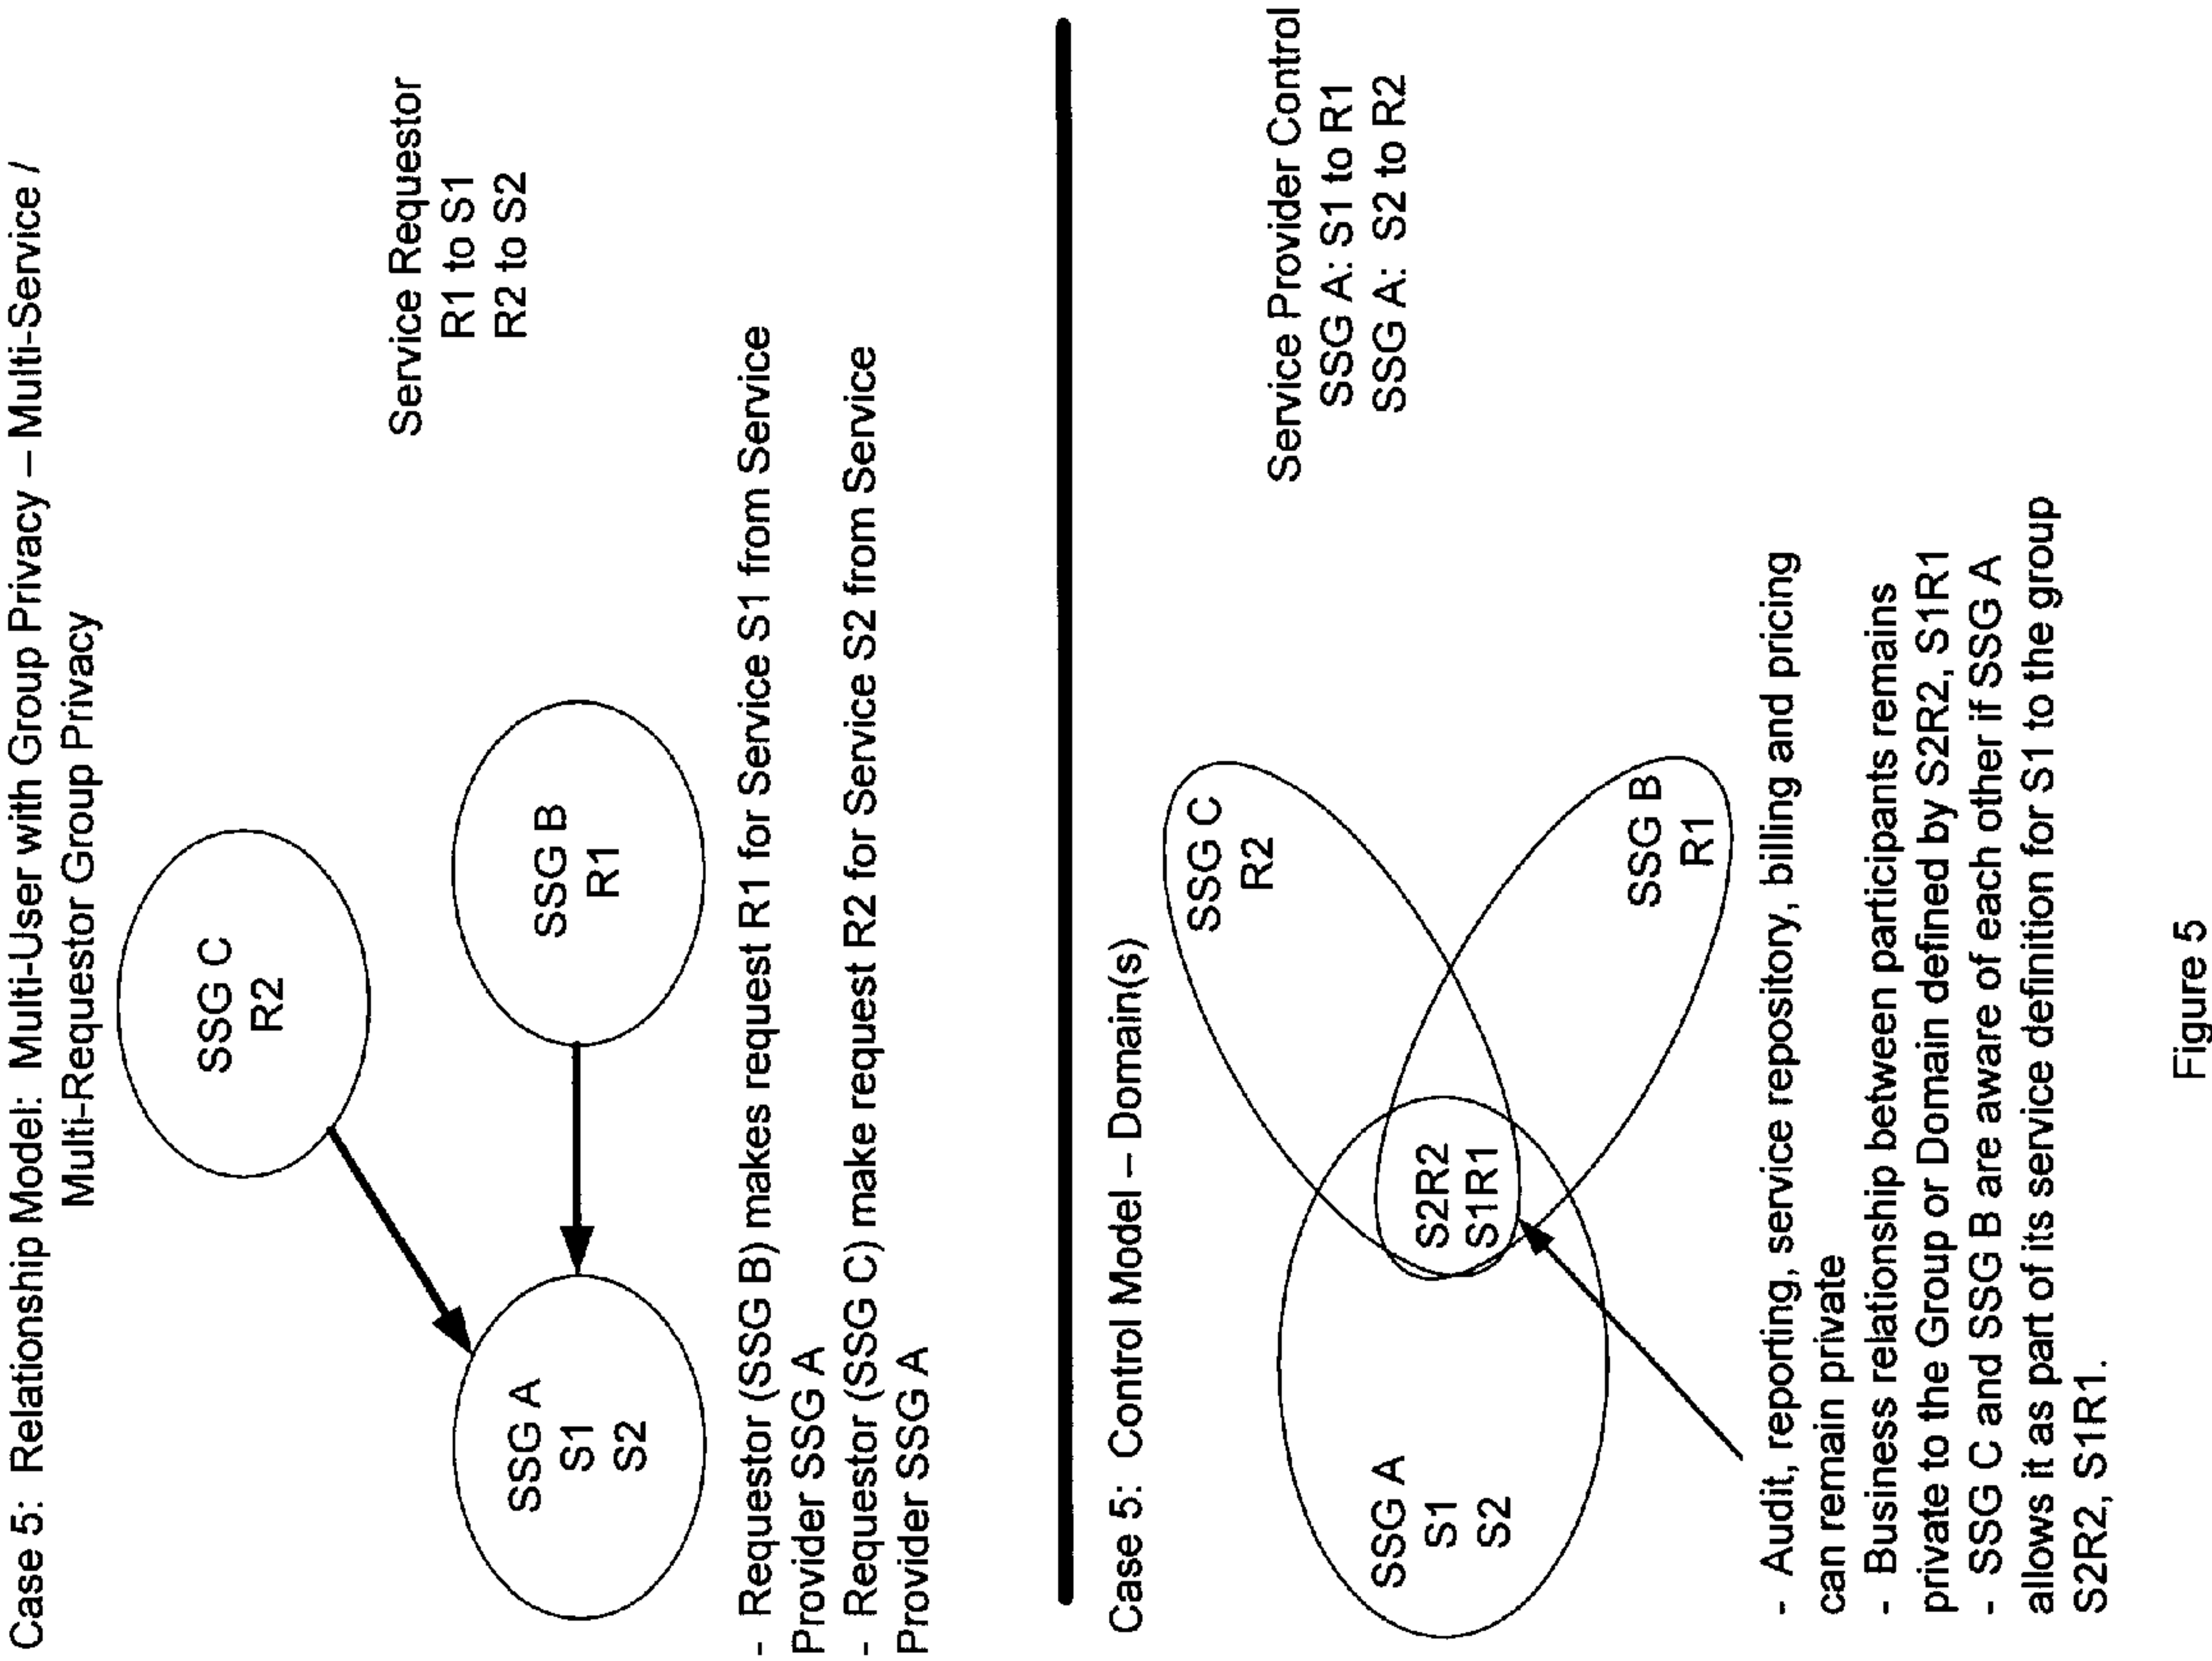 Case 5:  Relationship Model:  Multi-User with Group Privacy – Multi-Service /
Multi-Requestor Group Privacy
SSG C
R2
Service Requestor
R1 to S1
R2 to S2
SSG A
S1
S2
SSG B
R1
- Requestor (SSG B) makes request R1 for Service S1 from Service
Provider SSG A
- Requestor (SSG C) make request R2 for Service S2 from Service
Provider SSG A
Case 5:  Control Model – Domain(s)
SSG C
R2
Service Provider Control
SSG A: S1 to R1
SSG A:  S2 to R2
SSG A
S1
S2
S2R2
S1R1
SSG B
R1
- Audit, reporting, service repository, billing and pricing
can remain private
- Business relationship between participants remains
private to the Group or Domain defined by S2R2, S1R1
- SSG C and SSG B are aware of each other if SSG A
allows it as part of its service definition for S1 to the group
S2R2, S1R1.
Figure 5